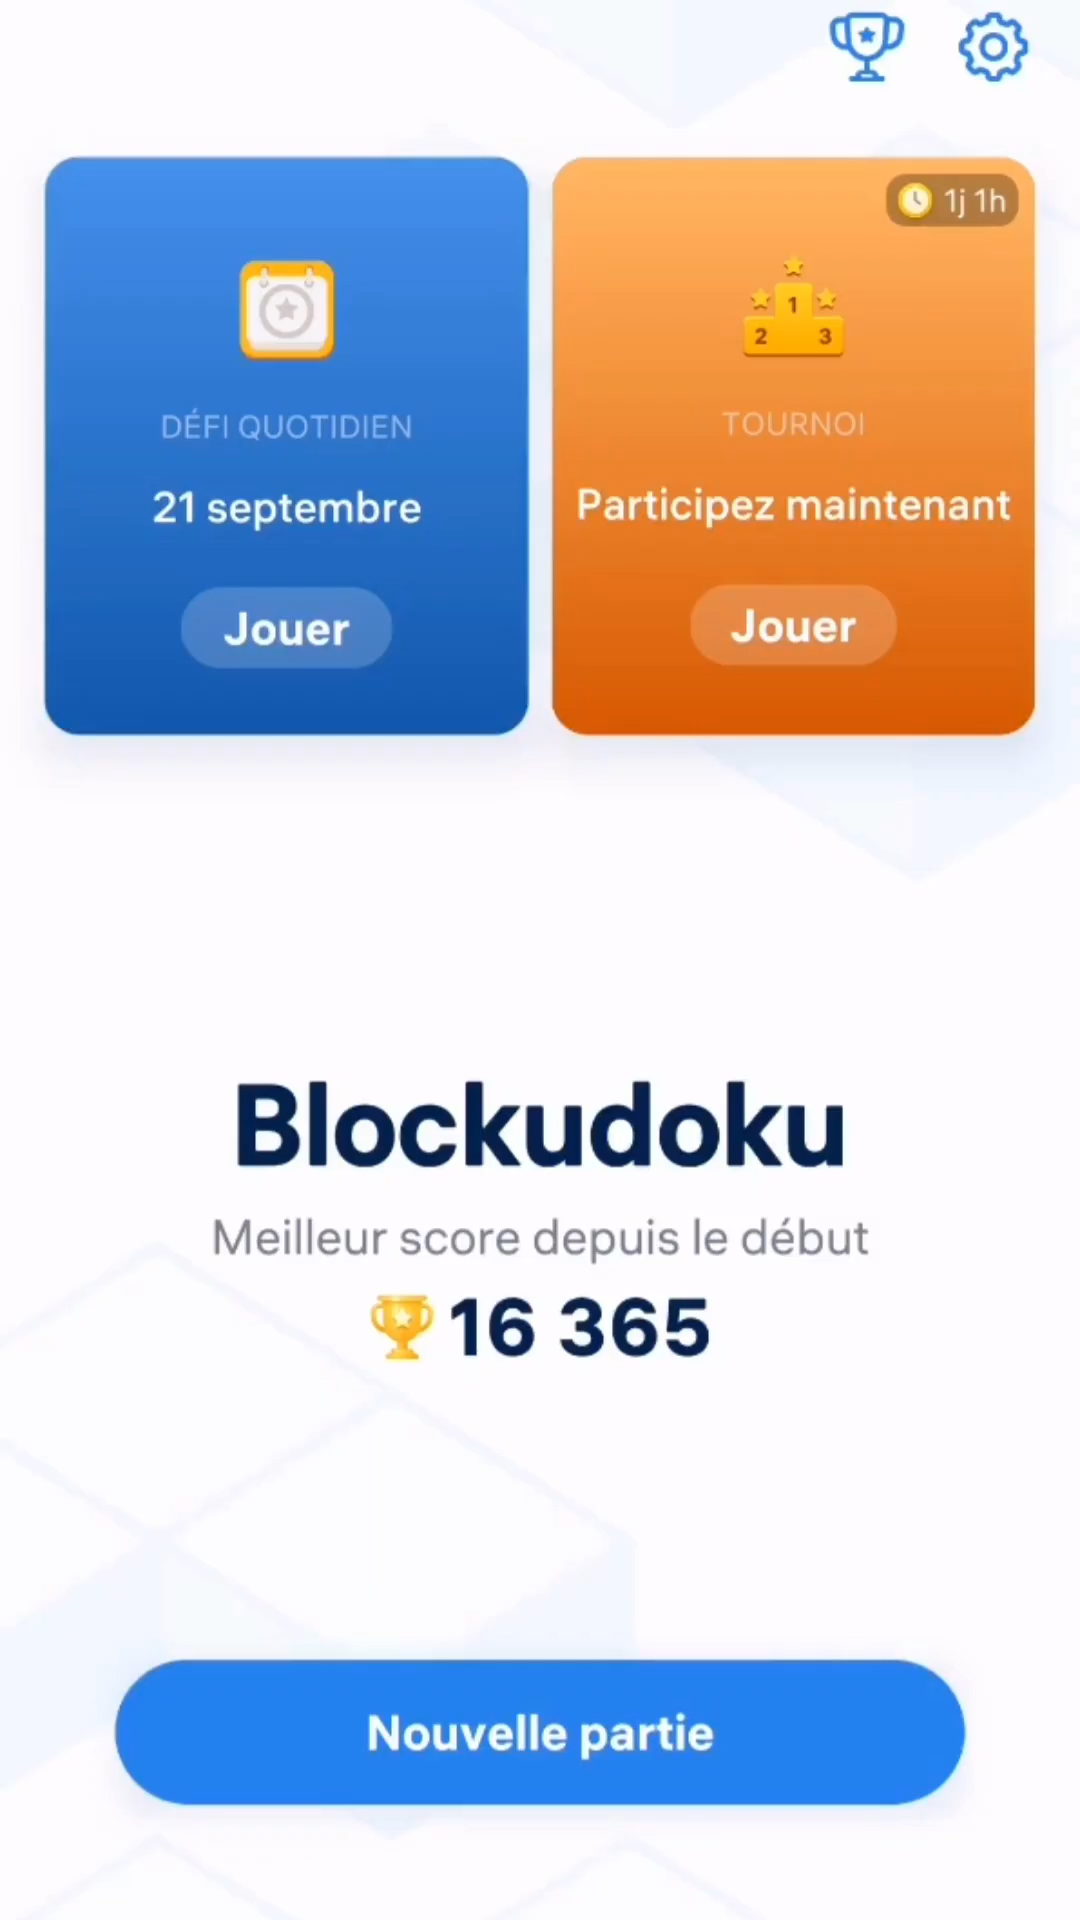 1j 1h
1
2 3
DÉFI QUOTIDIEN
21 septembre
Jouer
TOURNOI
Participez maintenant
Jouer
Blockudoku
Meilleur score depuis le début
16 365
Nouvelle partie